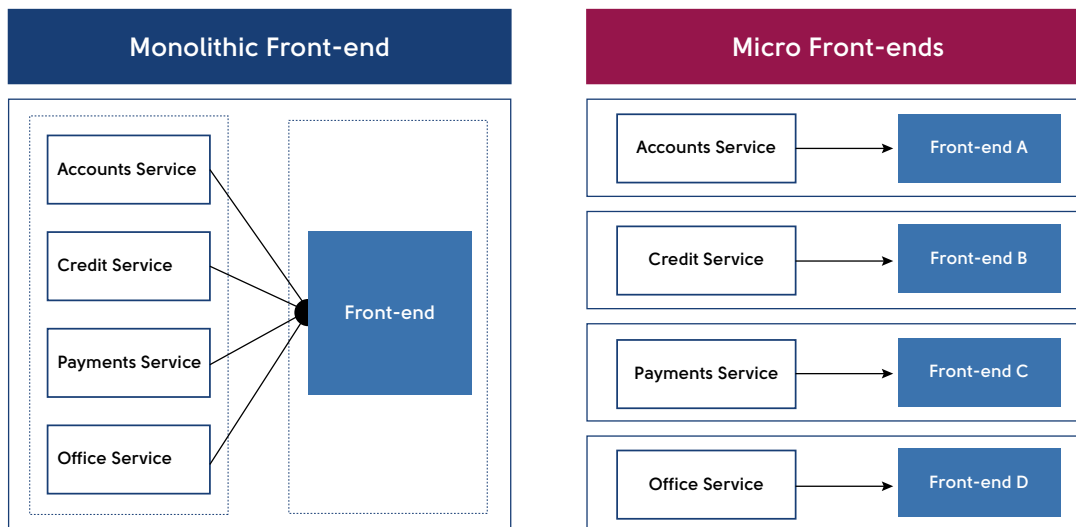 Monolithic Front-end
Accounts Service
Credit Service
Payments Service
Office Service
Front-end
Micro Front-ends
Accounts Service
Front-end A
Credit Service
Front-end B
Payments Service
Front-end C
Office Service
Front-end D